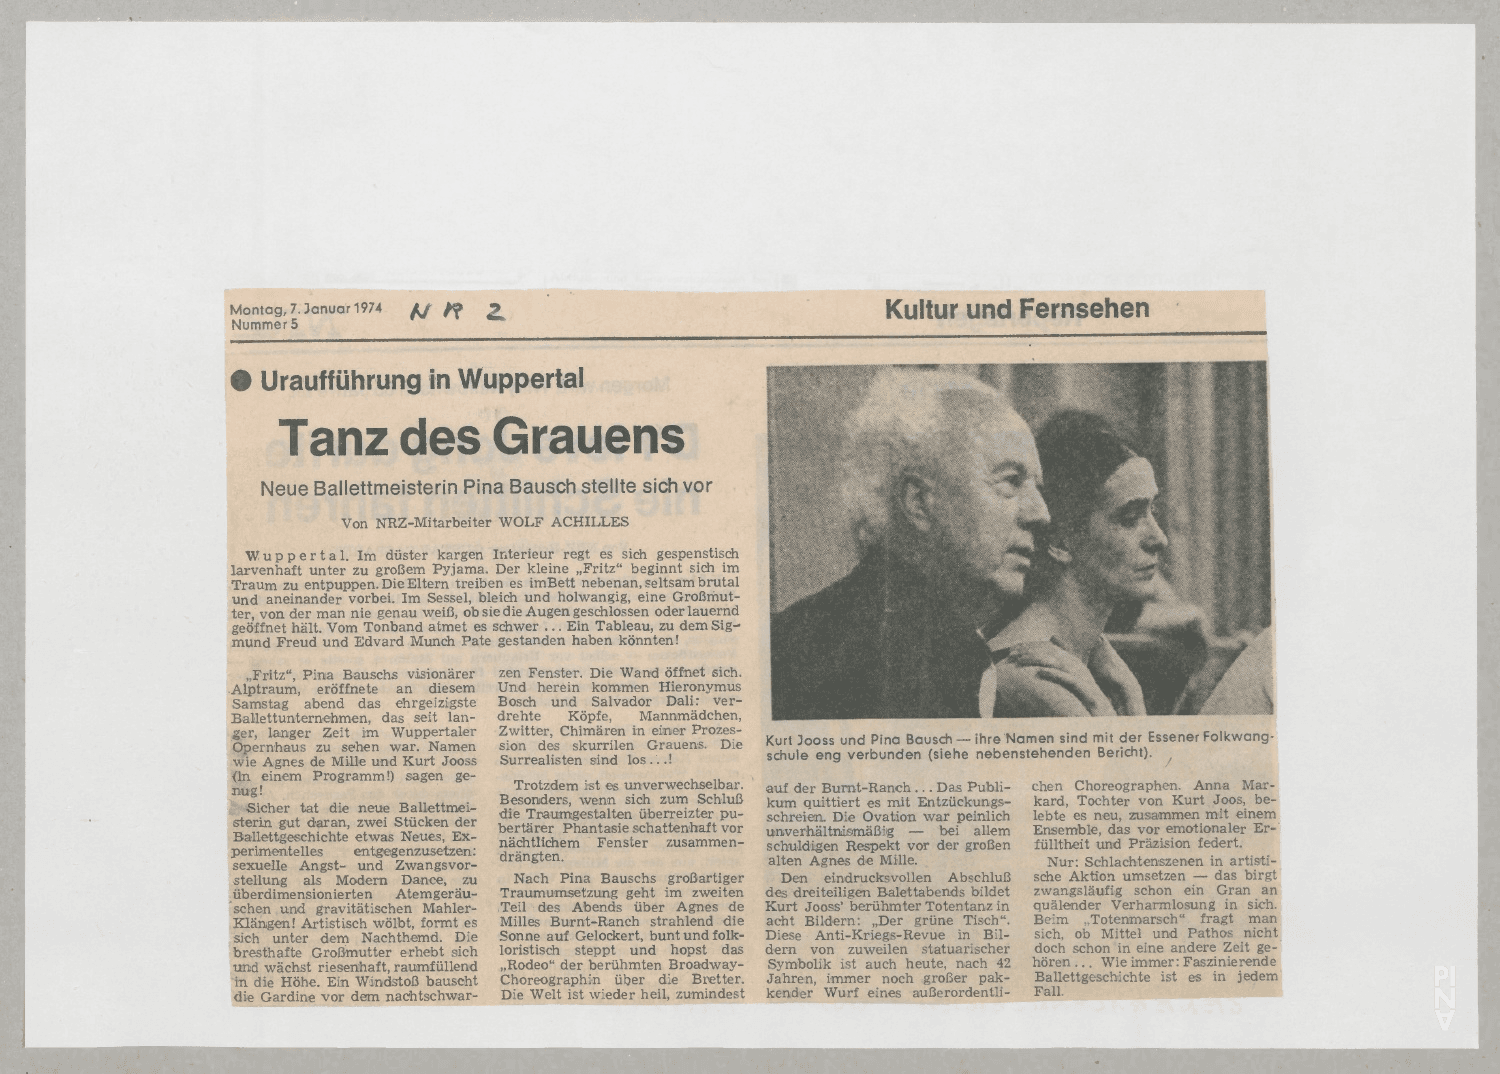 Montag, 7. Januar 1974
Nummer 5
NRZ
Kultur und Fernsehen
● Uraufführung in Wuppertal
Tanz des Grauens
Neue Ballettmeisterin Pina Bausch stellte sich vor
Von NRZ-Mitarbeiter WOLF ACHILLES
Wuppertal. Im düster kargen Interieur regt es sich gespenstisch
larvenhaft unter zu großem Pyjama. Der kleine „Fritz“ beginnt sich im
Traum zu entpuppen. Die Eltern treiben es imBett nebenan, seltsam brutal
und aneinander vorbei. Im Sessel, bleich und holwangig, eine Großmut-
ter, von der man nie genau weiß, ob sie die Augen geschlossen oder lauernd
geöffnet hält. Vom Tonband atmet es schwer ... Ein Tableau, zu dem Sig-
mund Freud und Edvard Munch Pate gestanden haben könnten!
„Fritz“, Pina Bauschs visionärer
Alptraum, eröffnete an diesem
Samstag abend das ehrgeizigste
Ballettunternehmen, das seit lan-
ger, langer Zeit im Wuppertaler
Opernhaus zu sehen war. Namen
wie Agnes de Mille und Kurt Jooss
(In einem Programm!) sagen ge-
nug!
Sicher tat die neue Ballettmei-
sterin gut daran, zwei Stücken der
Ballettgeschichte etwas Neues, Ex-
perimentelles entgegenzusetzen:
sexuelle Angst- und Zwangsvor-
stellung als Modern Dance, zu
überdimensionierten Atemgeräu-
schen und gravitätischen Mahler-
Klängen! Artistisch wölbt, formt es
sich unter dem Nachthemd. Die
bresthafte Großmutter erhebt sich
und wächst riesenhaft, raumfüllend
in die Höhe. Ein Windstoß bauscht
die Gardine vor dem nachtschwar-
zen Fenster. Die Wand öffnet sich.
Und herein kommen Hieronymus
Bosch und Salvador Dali: ver-
drehte Köpfe, Mannmädchen,
Zwitter, Chimären in einer Prozes-
sion des skurrilen Grauens. Die
Surrealisten sind los...!
Trotzdem ist es unverwechselbar.
Besonders, wenn sich zum Schluß
die Traumgestalten überreizter pu-
bertärer Phantasie schattenhaft vor
nächtlichem Fenster zusammen-
drängten.
Nach Pina Bauschs großartiger
Traumumsetzung geht im zweiten
Teil des Abends über Agnes de
Milles Burnt-Ranch strahlend die
Sonne auf Gelockert, bunt und folk-
loristisch steppt und hopst das
„Rodeo“ der berühmten Broadway-
Choreographin über die Bretter.
Die Welt ist wieder heil, zumindest
Kurt Jooss und Pina Bausch — ihre Namen sind mit der Essener Folkwang-
schule eng verbunden (siehe nebenstehenden Bericht).
auf der Burnt-Ranch... Das Publi-
kum quittiert es mit Entzückungs-
schreien. Die Ovation war peinlich
unverhältnismäßig — bei allem
schuldigen Respekt vor der großen
alten Agnes de Mille.
Den eindrucksvollen Abschluß
des dreiteiligen Balettabends bildet
Kurt Jooss' berühmter Totentanz in
acht Bildern: „Der grüne Tisch“.
Diese Anti-Kriegs-Revue in Bil-
dern von zuweilen statuarischer
Symbolik ist auch heute, nach 42
Jahren, immer noch großer pak-
kender Wurf eines außerordentli-
chen Choreographen. Anna Mar-
kard, Tochter von Kurt Joos, be-
lebte es neu, zusammen mit einem
Ensemble, das vor emotionaler Er-
fülltheit und Präzision federt.
Nur: Schlachtenszenen in artisti-
sche Aktion umsetzen — das birgt
zwangsläufig schon ein Gran an
quälender Verharmlosung in sich.
Beim „Totenmarsch“ fragt man
sich, ob Mittel und Pathos nicht
doch schon in eine andere Zeit ge-
hören... Wie immer: Faszinierende
Ballettgeschichte ist es in jedem
Fall.
PINA